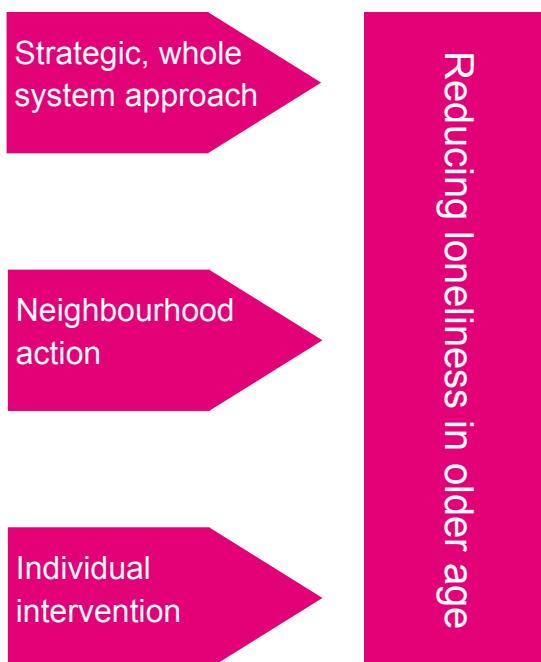 Strategic, whole
system approach
Neighbourhood
action
Individual
intervention
Reducing loneliness in older age